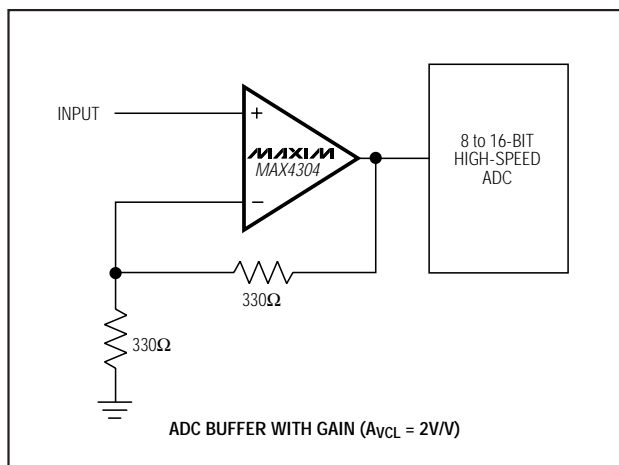 INPUT
+
MAXIM
MAX4304
−
8 to 16-BIT
HIGH-SPEED
ADC
330Ω
330Ω
ADC BUFFER WITH GAIN (AVCL = 2V/V)